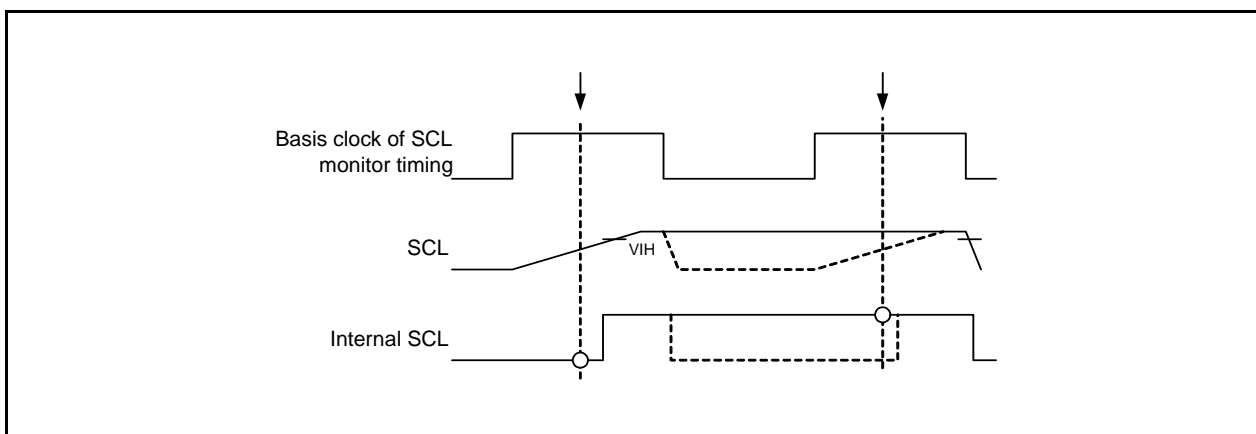 Basis clock of SCL
monitor timing
SCL
VIH
Internal SCL